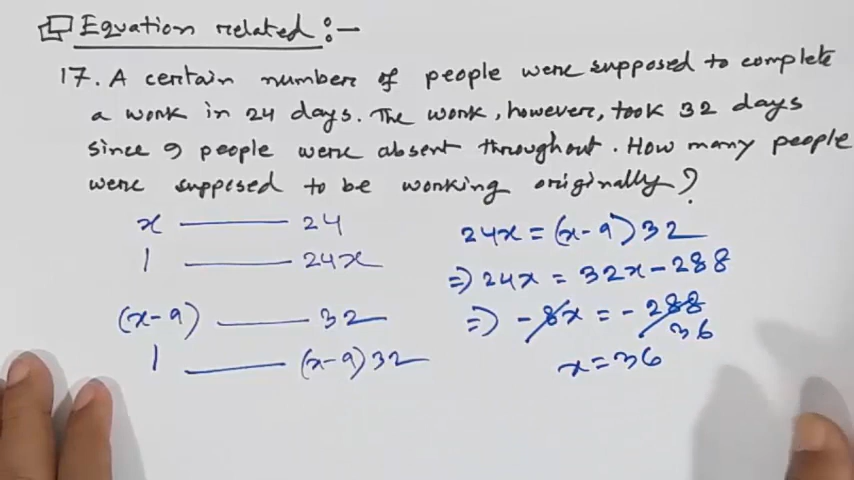 Equation related :-
17. A certain number of people were supposed to complete
a work in 24 days. The work, however, took 32 days
since 9 people were absent throughout. How many people
were supposed to be working originally?
x — 24
1 — 24x
(x-9) — 32
1 — (x-9)32
24x = (x-9)32
=> 24x = 32x-288
=> -8x = -288
36
x = 36